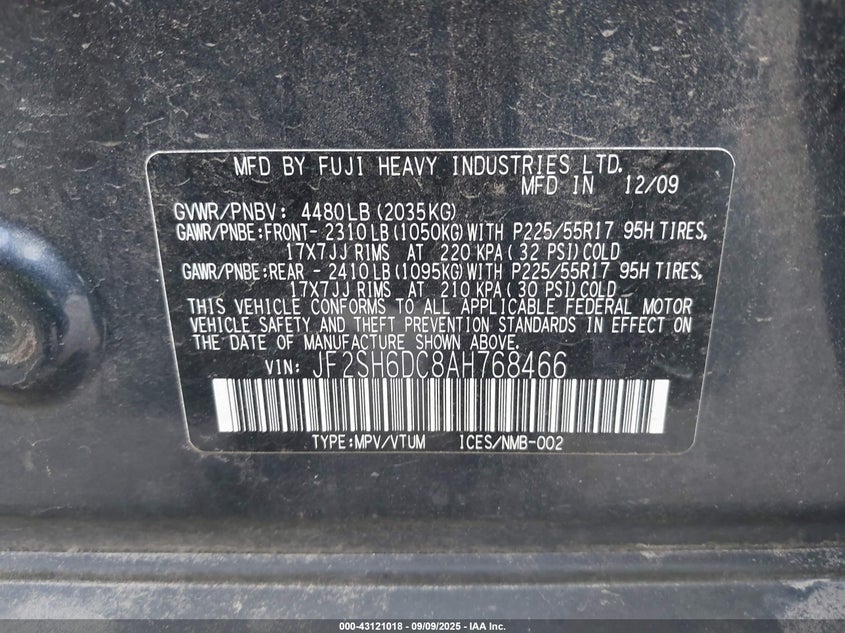 MFD BY FUJI HEAVY INDUSTRIES LTD.
MFD IN 12/09
GVWR/PNBV: 4480LB(2035KG)
GAWR/PNBE:FRONT- 2310LB(1050KG)WITH P225/55R17 95H TIRES,
17X7JJ RIMS AT 220 KPA(32 PSI)COLD
GAWR/PNBE:REAR - 2410LB(1095KG)WITH P225/55R17 95H TIRES,
17X7JJ RIMS AT 210 KPA(30 PSI)COLD
THIS VEHICLE CONFORMS TO ALL APPLICABLE FEDERAL MOTOR
VEHICLE SAFETY AND THEFT PREVENTION STANDARDS IN EFFECT ON
THE DATE OF MANUFACTURE SHOWN ABOVE.
VIN: JF2SH6DC8AH768466
TYPE:MPV/VTUM ICES/NMB-002
000-43121018 - 09/09/2025 - IAA Inc.